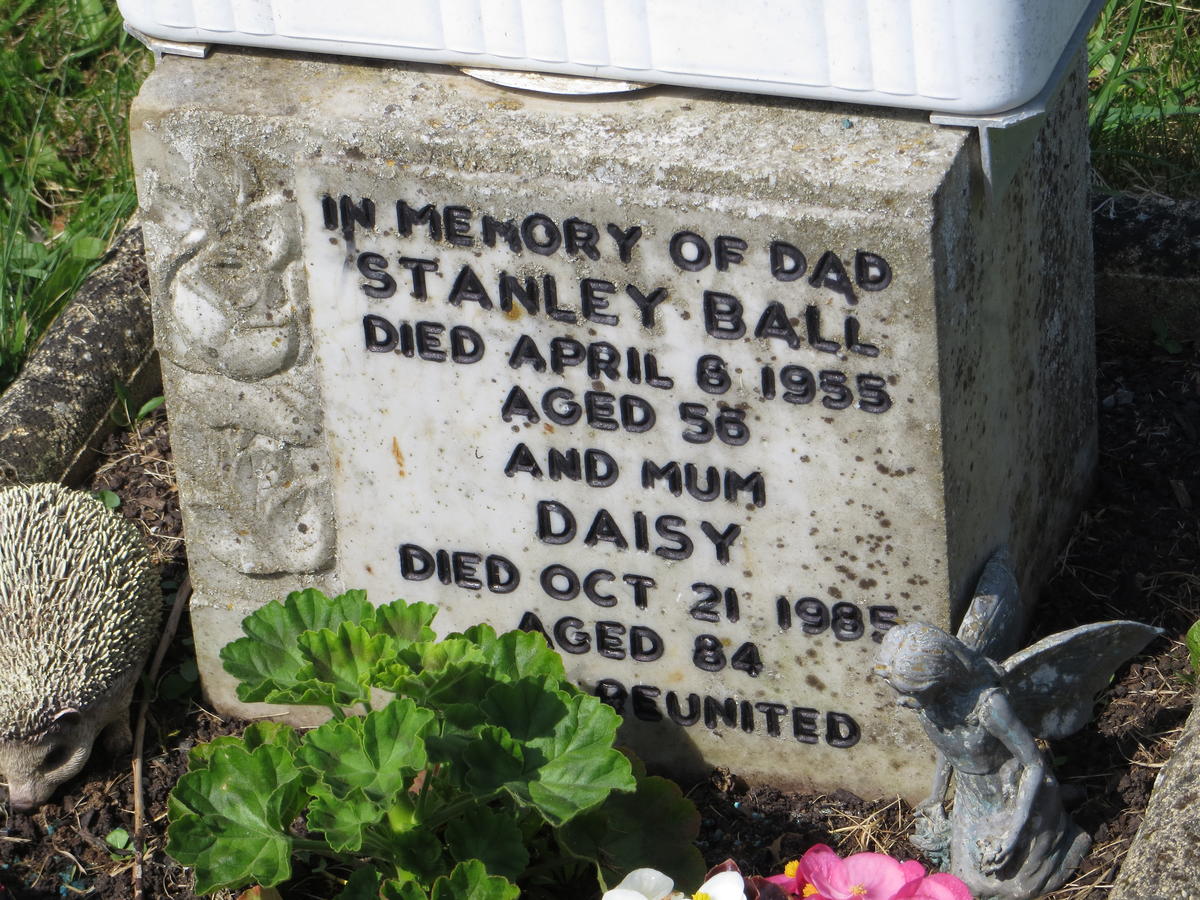 IN MEMORY OF DAD
STANLEY BALL
DIED APRIL 6 1955
AGED 56
AND MUM
DAISY
DIED OCT 21 1985
AGED 84
REUNITED